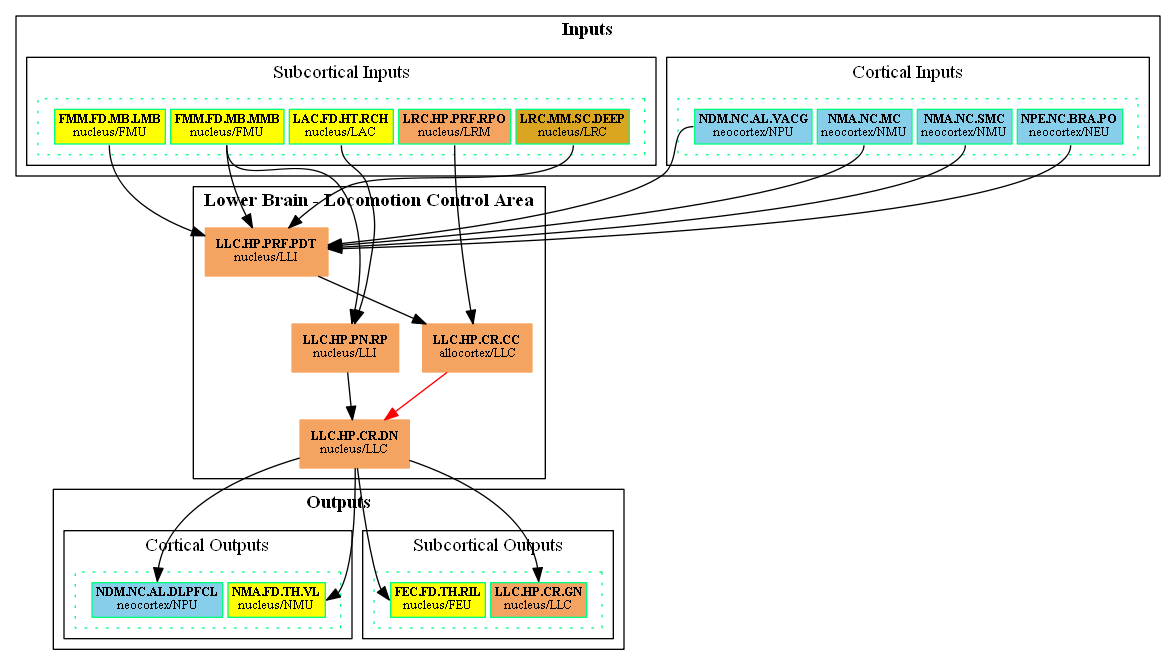 Inputs
Subcortical Inputs
Cortical Inputs
FMM.FD.MB.LMB
nucleus/FMU
FMM.FD.MB.MMB
nucleus/FMU
LAC.FD.HT.RCH
nucleus/LAC
LRC.HP.PRF.RPO
nucleus/LRM
LRC.MM.SC.DEEP
nucleus/LRC
NDM.NC.AL.VACG
neocortex/NPU
NMA.NC.MC
neocortex/NMU
NMA.NC.SMC
neocortex/NMU
NPE.NC.BRA.PO
neocortex/NEU
Lower Brain - Locomotion Control Area
LLC.HP.PRF.PDT
nucleus/LLI
LLC.HP.PN.RP
nucleus/LLI
LLC.HP.CR.CC
allocortex/LLC
LLC.HP.CR.DN
nucleus/LLC
Outputs
Cortical Outputs
Subcortical Outputs
NDM.NC.AL.DLPFCL
neocortex/NPU
NMA.FD.TH.VL
nucleus/NMU
FEC.FD.TH.RIL
nucleus/FEU
LLC.HP.CR.GN
nucleus/LLC